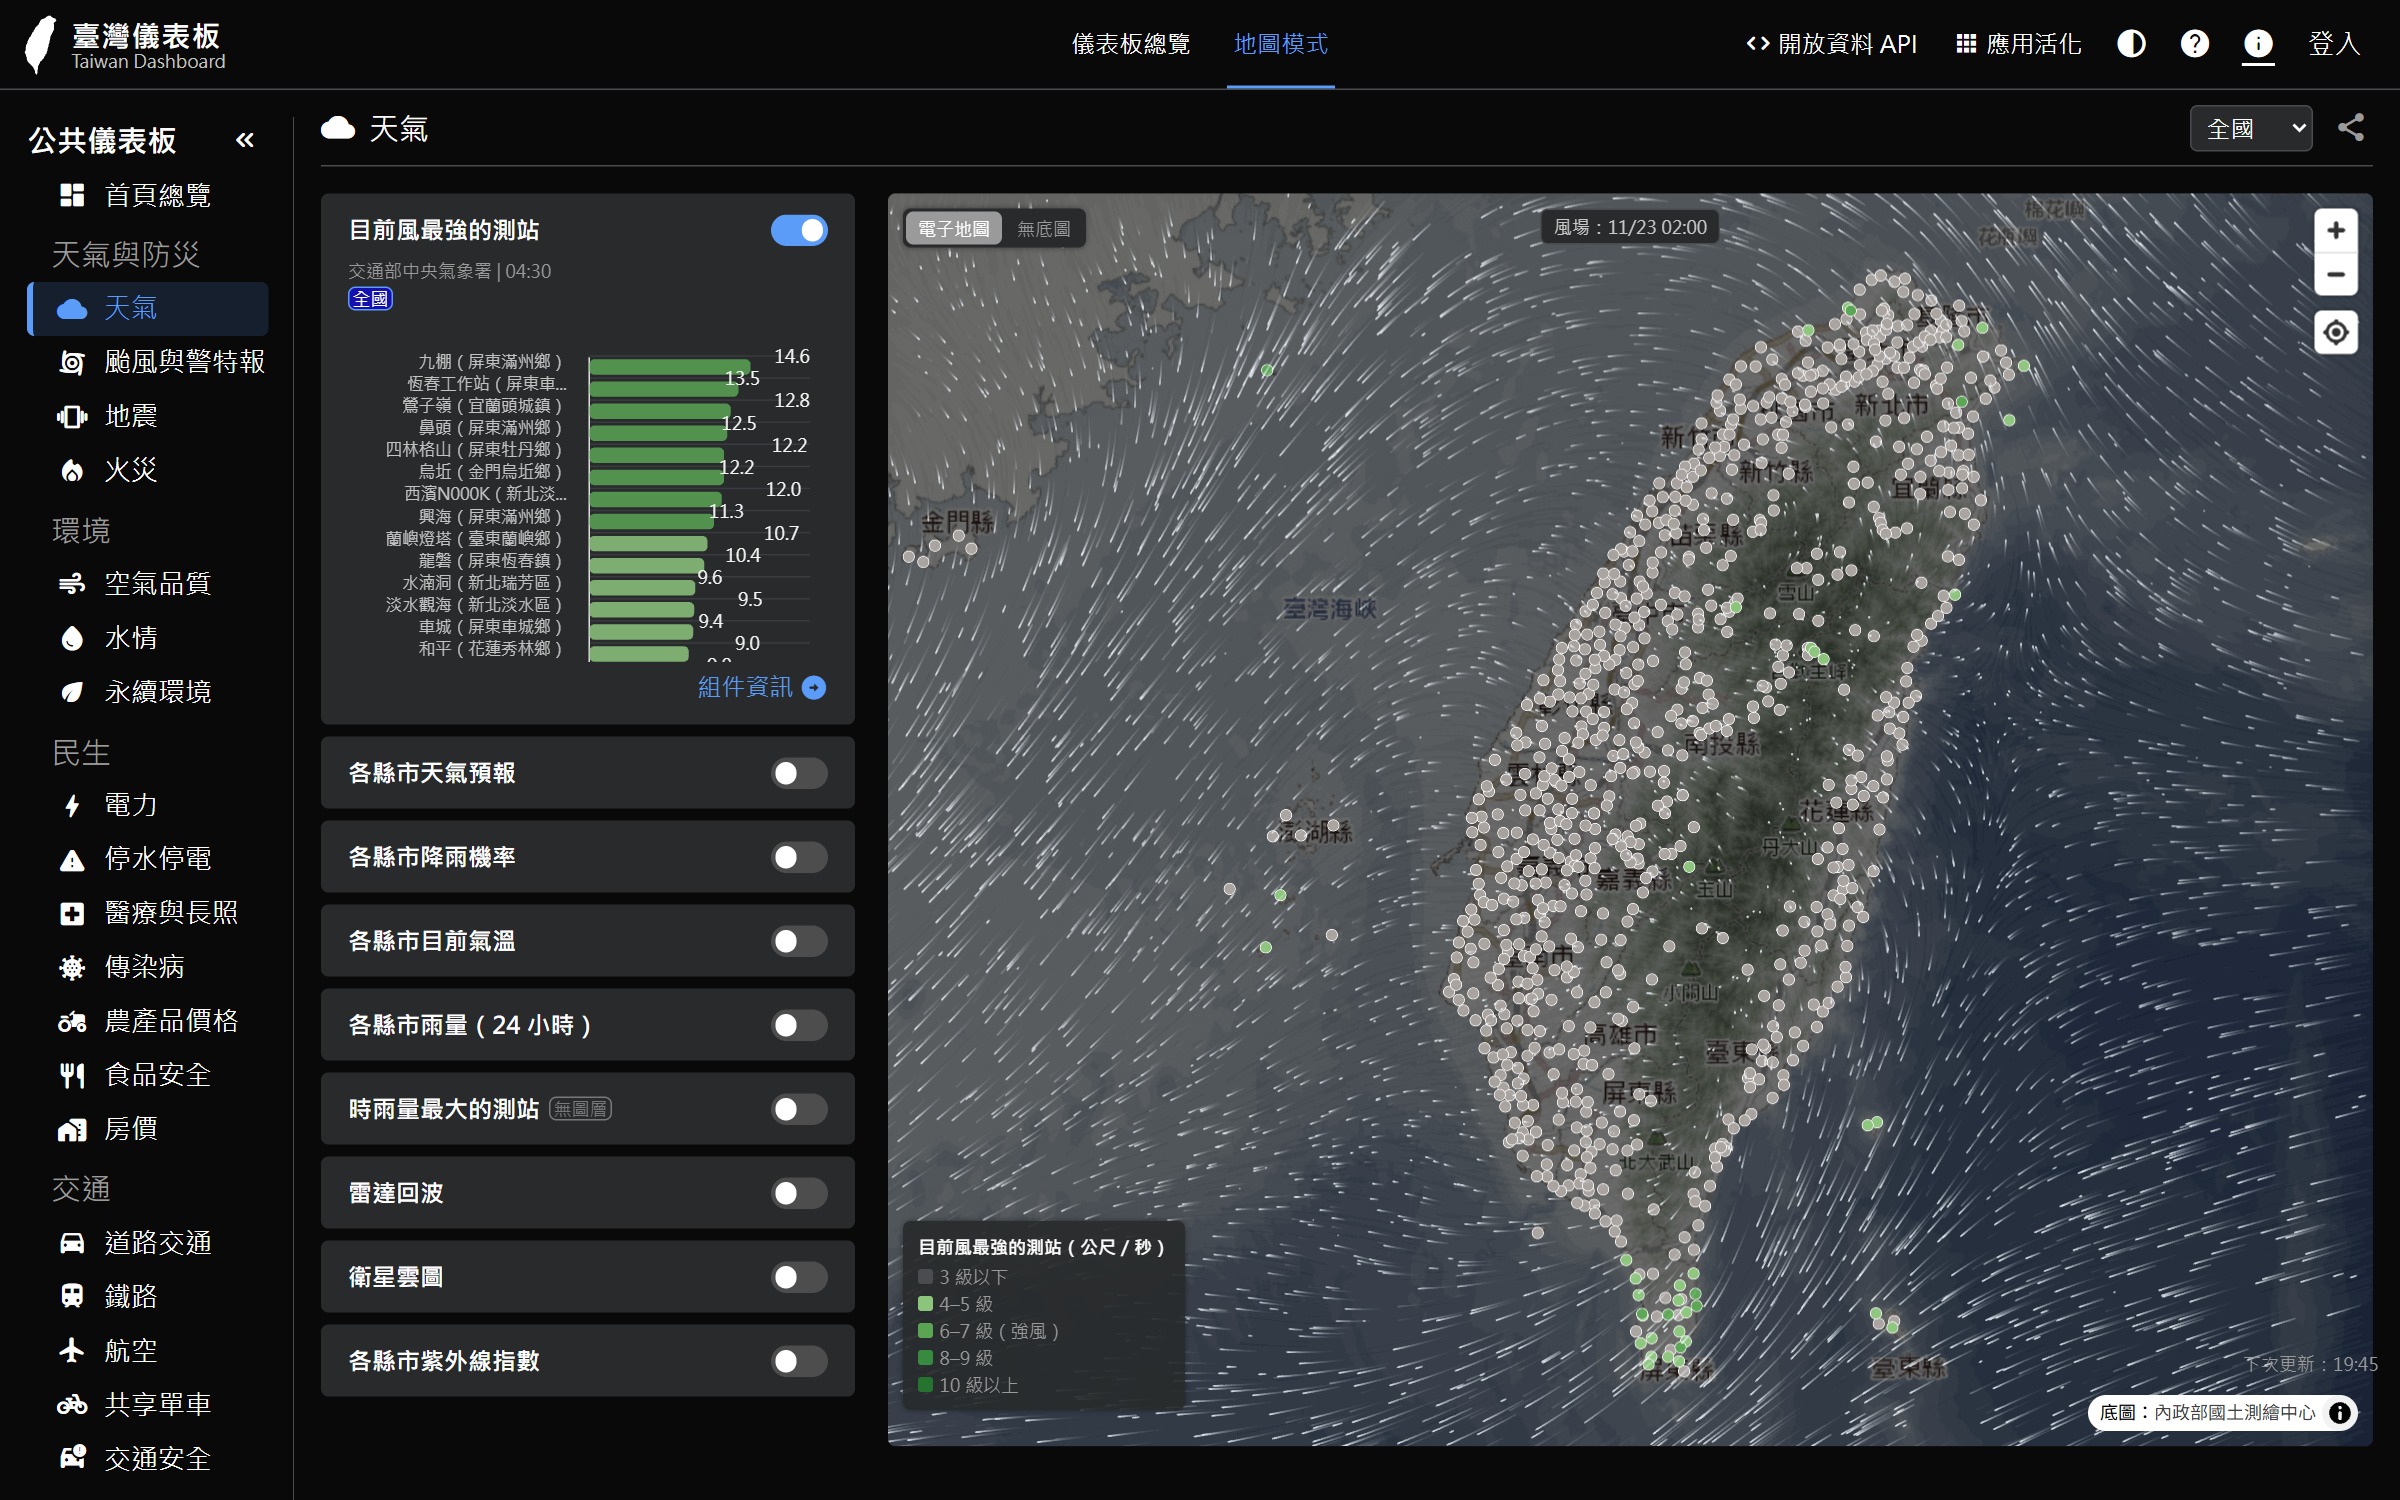 臺灣儀表板
Taiwan Dashboard
儀表板總覽
地圖模式
開放資料 API
應用活化
登入
公共儀表板
首頁總覽
天氣與防災
天氣
颱風與警特報
地震
火災
環境
空氣品質
水情
永續環境
民生
電力
停水停電
醫療與長照
傳染病
農產品價格
食品安全
房價
交通
道路交通
鐵路
航空
共享單車
交通安全
天氣
全國
目前風最強的測站
交通部中央氣象署 | 04:30
全國
九棚（屏東滿州鄉） 14.6
恆春工作站（屏東車... 13.5
鶯子嶺（宜蘭頭城鎮） 12.8
鼻頭（屏東滿州鄉） 12.5
四林格山（屏東牡丹鄉） 12.2
烏坵（金門烏坵鄉） 12.2
西濱N000K（新北淡... 12.0
興海（屏東滿州鄉） 11.3
蘭嶼燈塔（臺東蘭嶼鄉） 10.7
龍磐（屏東恆春鎮） 10.4
水湳洞（新北瑞芳區） 9.6
淡水觀海（新北淡水區） 9.5
車城（屏東車城鄉） 9.4
和平（花蓮秀林鄉） 9.0
組件資訊
各縣市天氣預報
各縣市降雨機率
各縣市目前氣溫
各縣市雨量（24 小時）
時雨量最大的測站 無圖層
雷達回波
衛星雲圖
各縣市紫外線指數
電子地圖
無底圖
風場：11/23 02:00
棉花嶼
花瓶嶼
新北市
新竹縣
宜蘭縣
苗栗縣
金門縣
雪山
臺灣海峽
南投縣
澎湖縣
花蓮縣
丹大山
嘉義縣
玉山
臺南市
小關山
高雄市
臺東縣
屏東縣
北大武山
屏東縣
臺東縣
目前風最強的測站（公尺 / 秒）
3 級以下
4–5 級
6–7 級（強風）
8–9 級
10 級以上
下次更新：19:45
底圖：內政部國土測繪中心